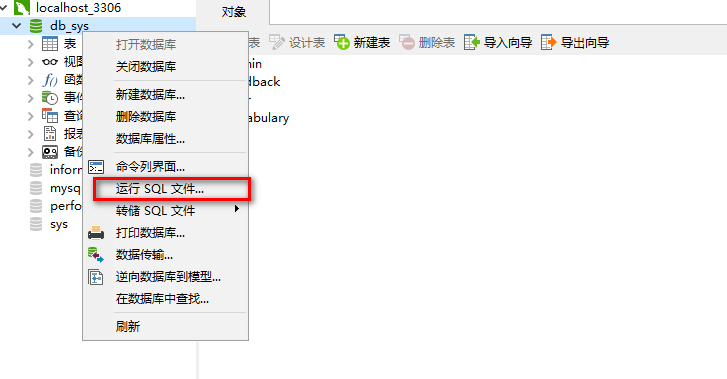 localhost_3306
对象
db_sys
表
设计表
新建表
删除表
导入向导
导出向导
表
视
函
事
查询
报表
备份
inform
mysq
perfo
sys
min
dback
abulary
打开数据库
关闭数据库
新建数据库...
删除数据库
数据库属性...
命令列界面...
运行 SQL 文件...
转储 SQL 文件
打印数据库...
数据传输...
逆向数据库到模型...
在数据库中查找...
刷新